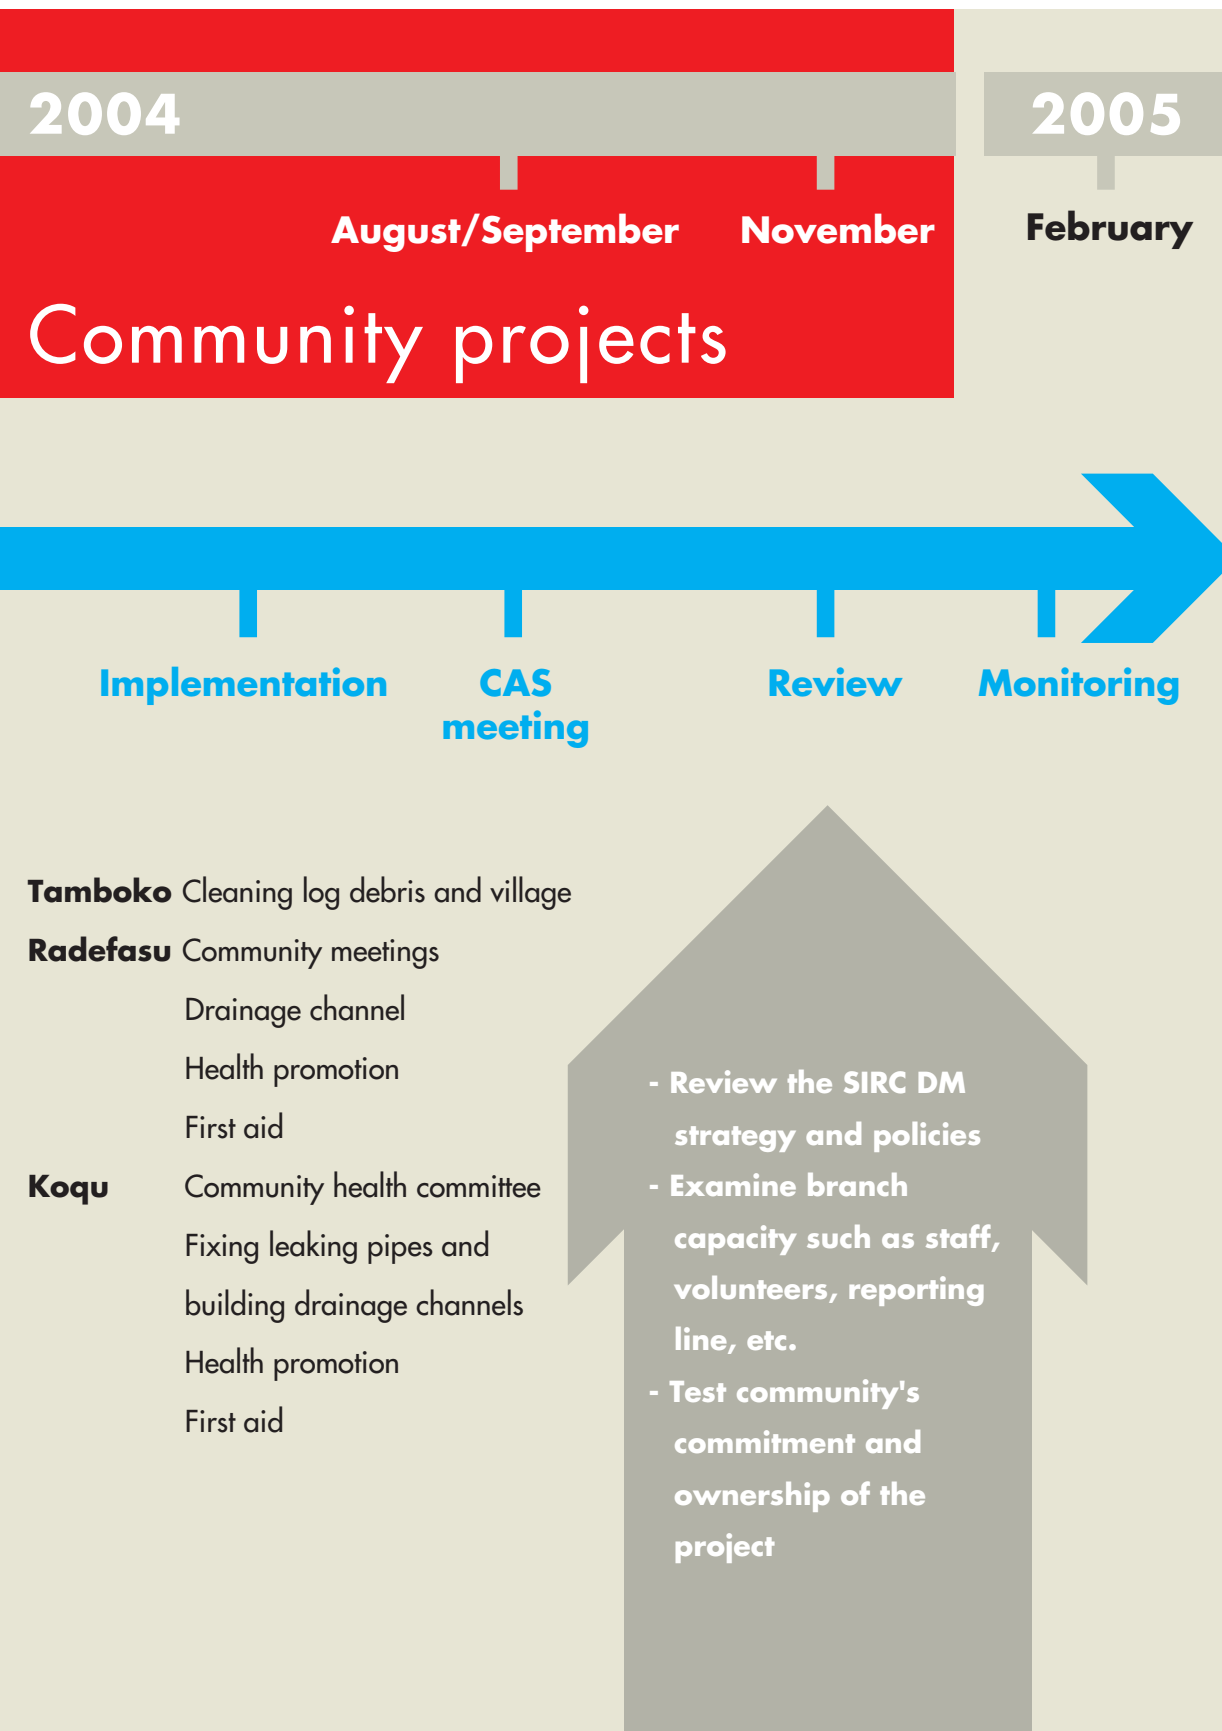 2004
2005
August/September
November
February
Community projects
Implementation
CAS
meeting
Review
Monitoring
Tamboko Cleaning log debris and village
Radefasu Community meetings
Drainage channel
Health promotion
First aid
Koqu Community health committee
Fixing leaking pipes and
building drainage channels
Health promotion
First aid
- Review the SIRC DM
strategy and policies
- Examine branch
capacity such as staff,
volunteers, reporting
line, etc.
- Test community's
commitment and
ownership of the
project